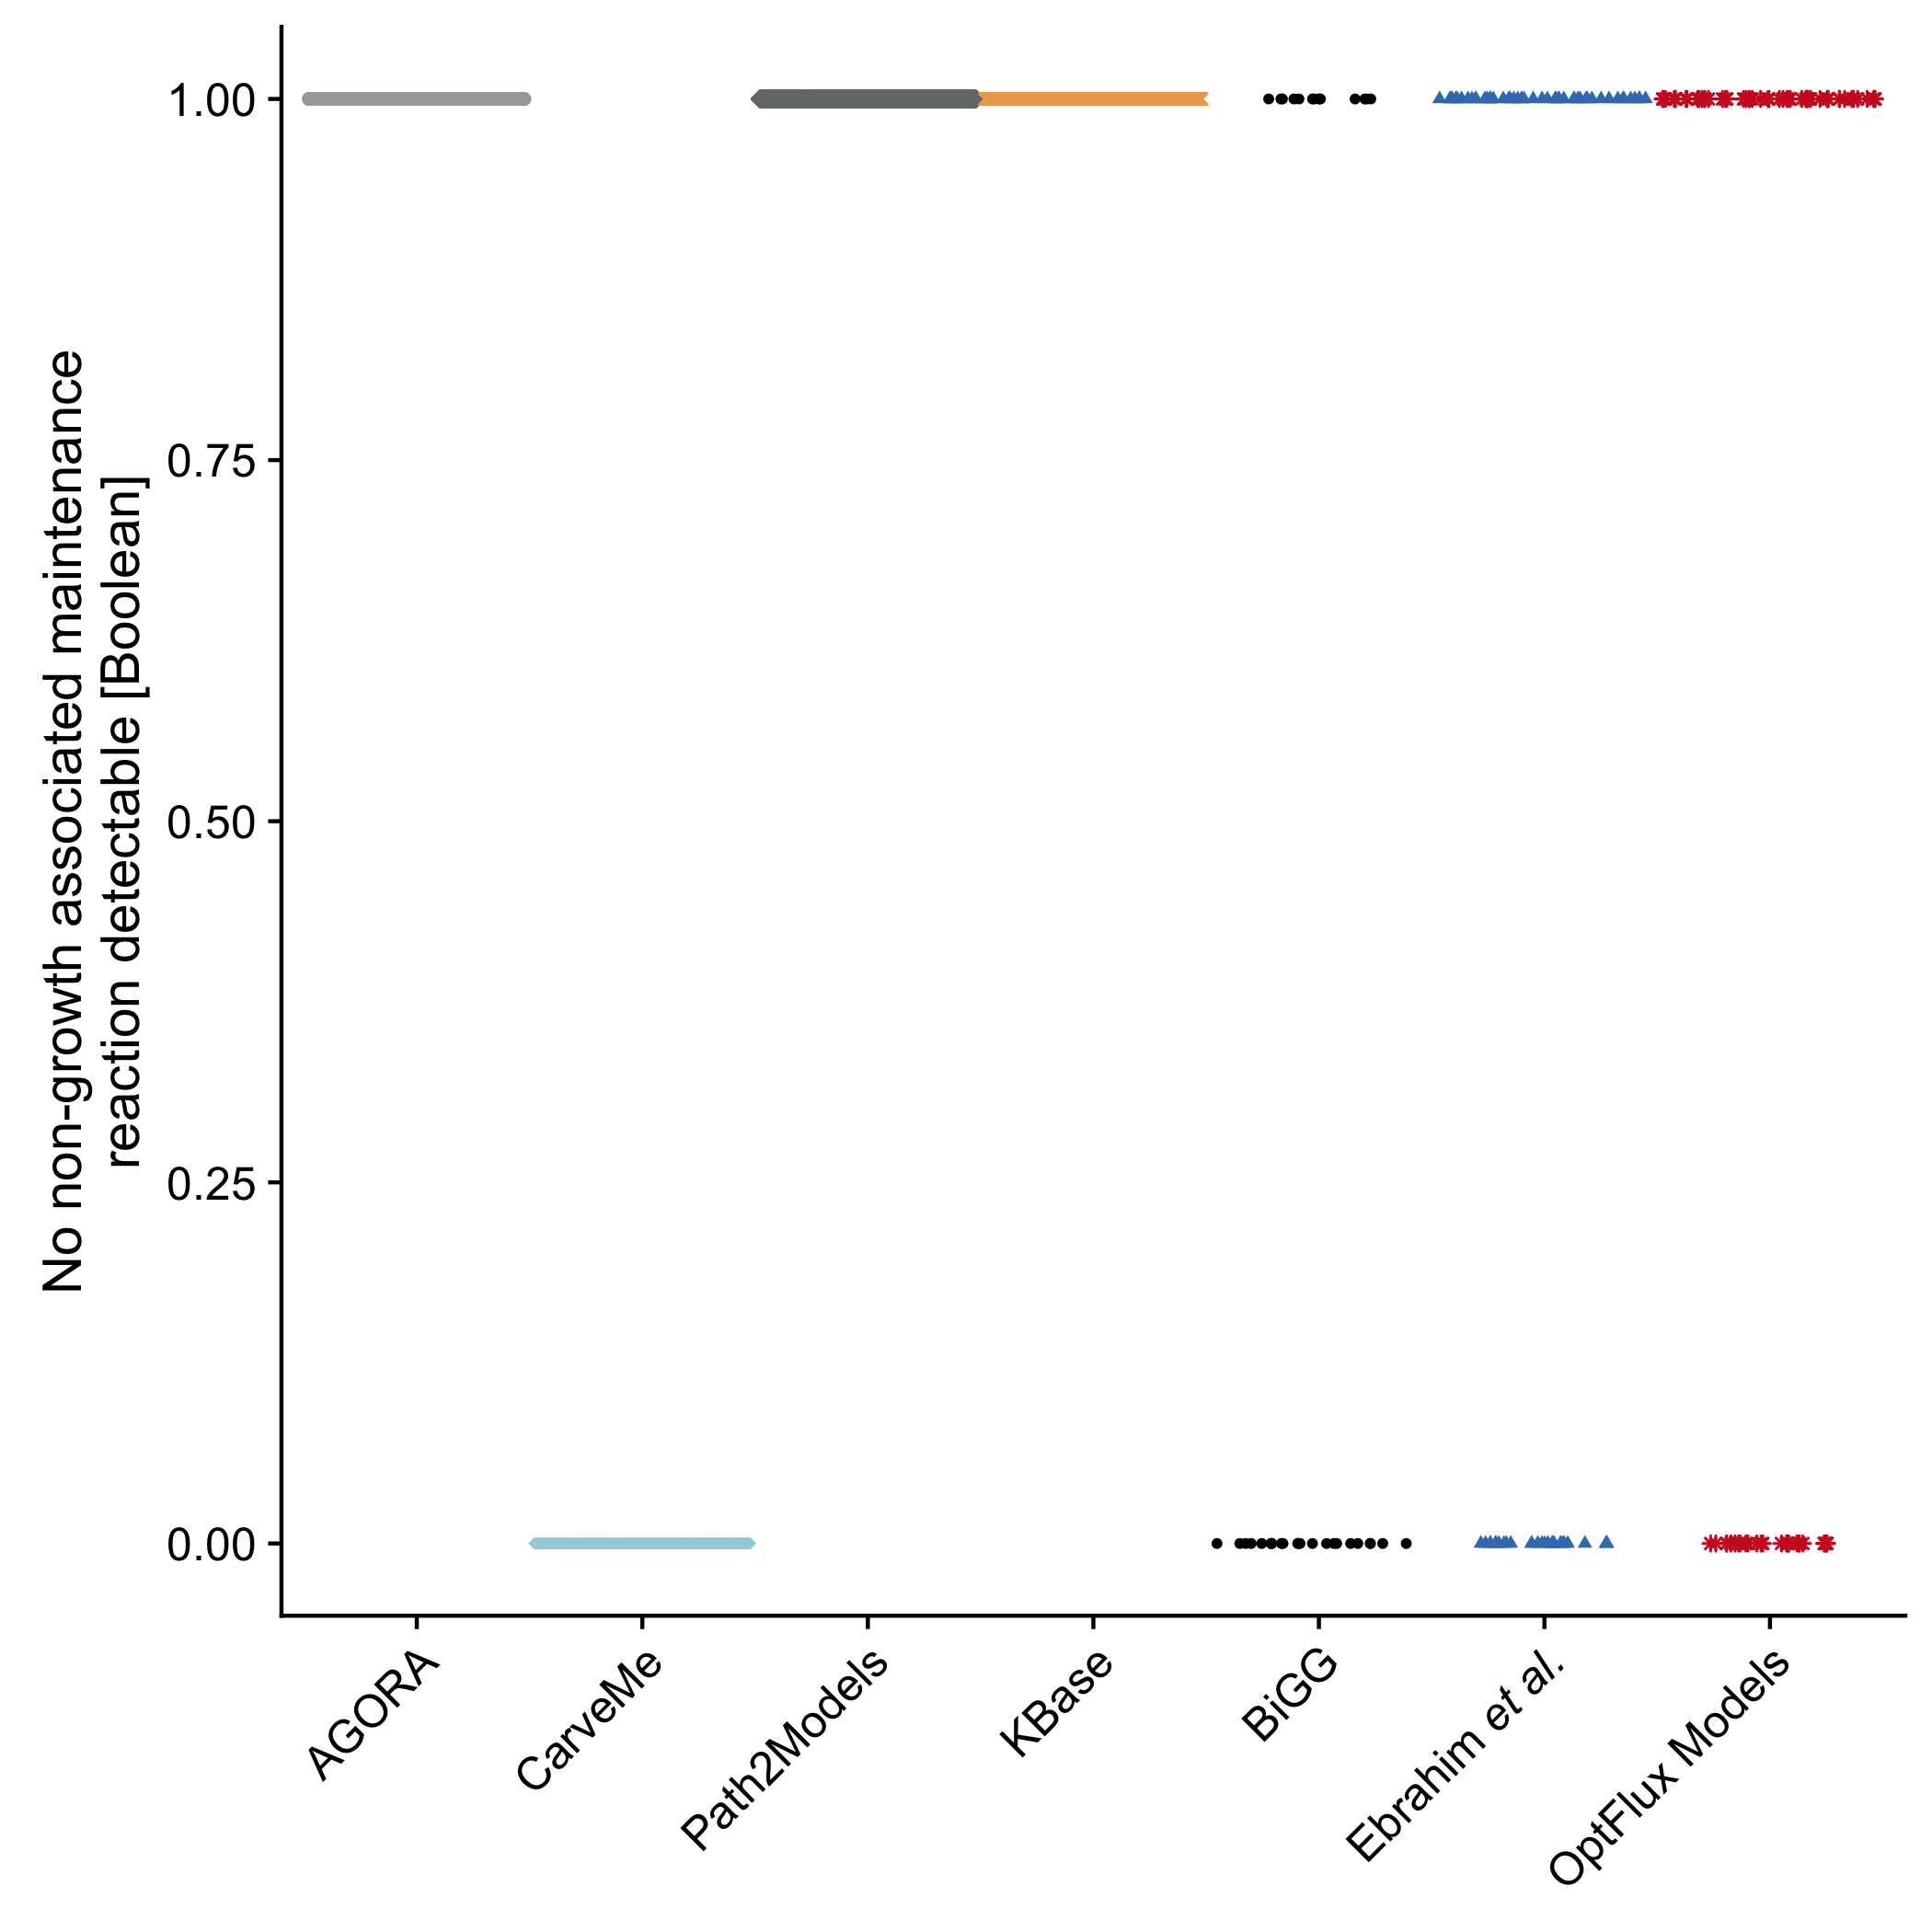 No non-growth associated maintenance
reaction detectable [Boolean]
1.00
0.75
0.50
0.25
0.00
AGORA
CarveMe
Path2Models
KBase
BiGG
Ebrahim et al.
OptFlux Models